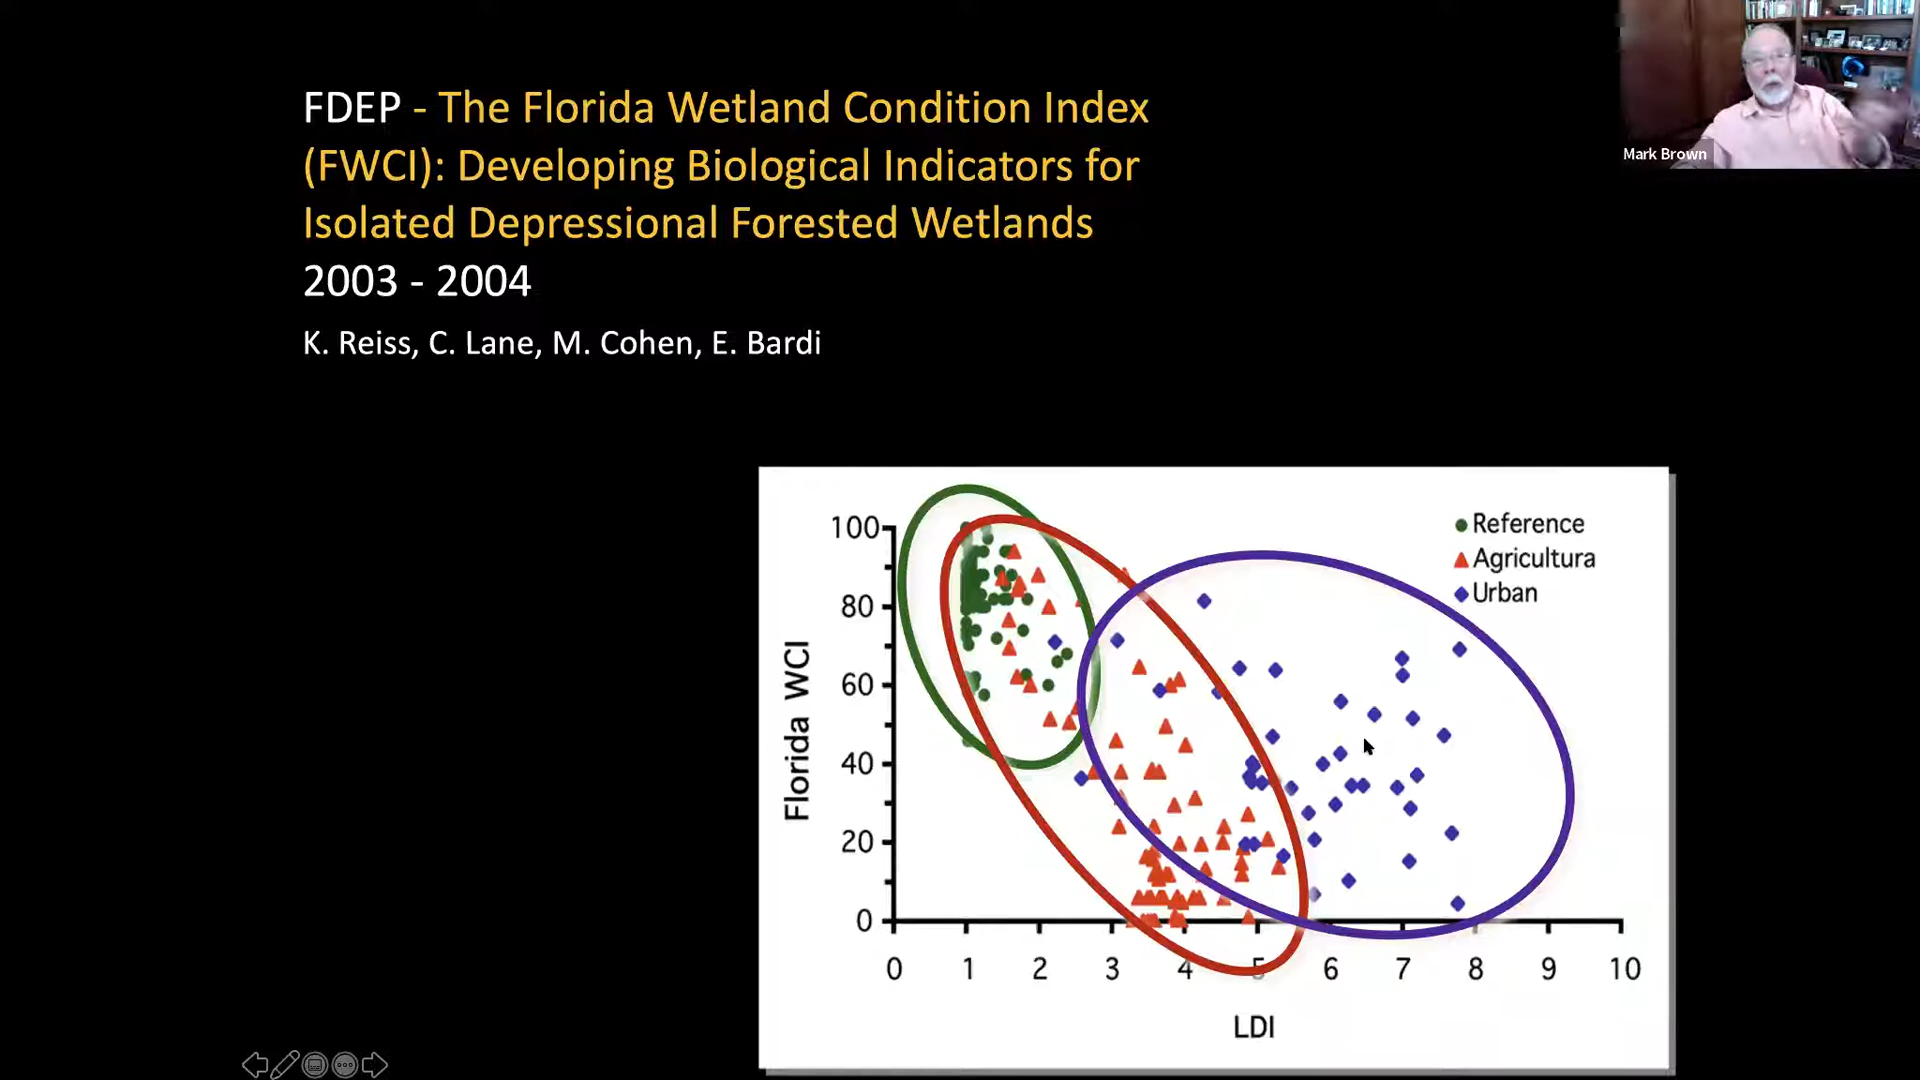 FDEP - The Florida Wetland Condition Index
(FWCI): Developing Biological Indicators for
Isolated Depressional Forested Wetlands
2003 - 2004
K. Reiss, C. Lane, M. Cohen, E. Bardi
Mark Brown
Reference
Agricultura
Urban
Florida WCI
100
80
60
40
20
0
0 1 2 3 4 5 6 7 8 9 10
LDI